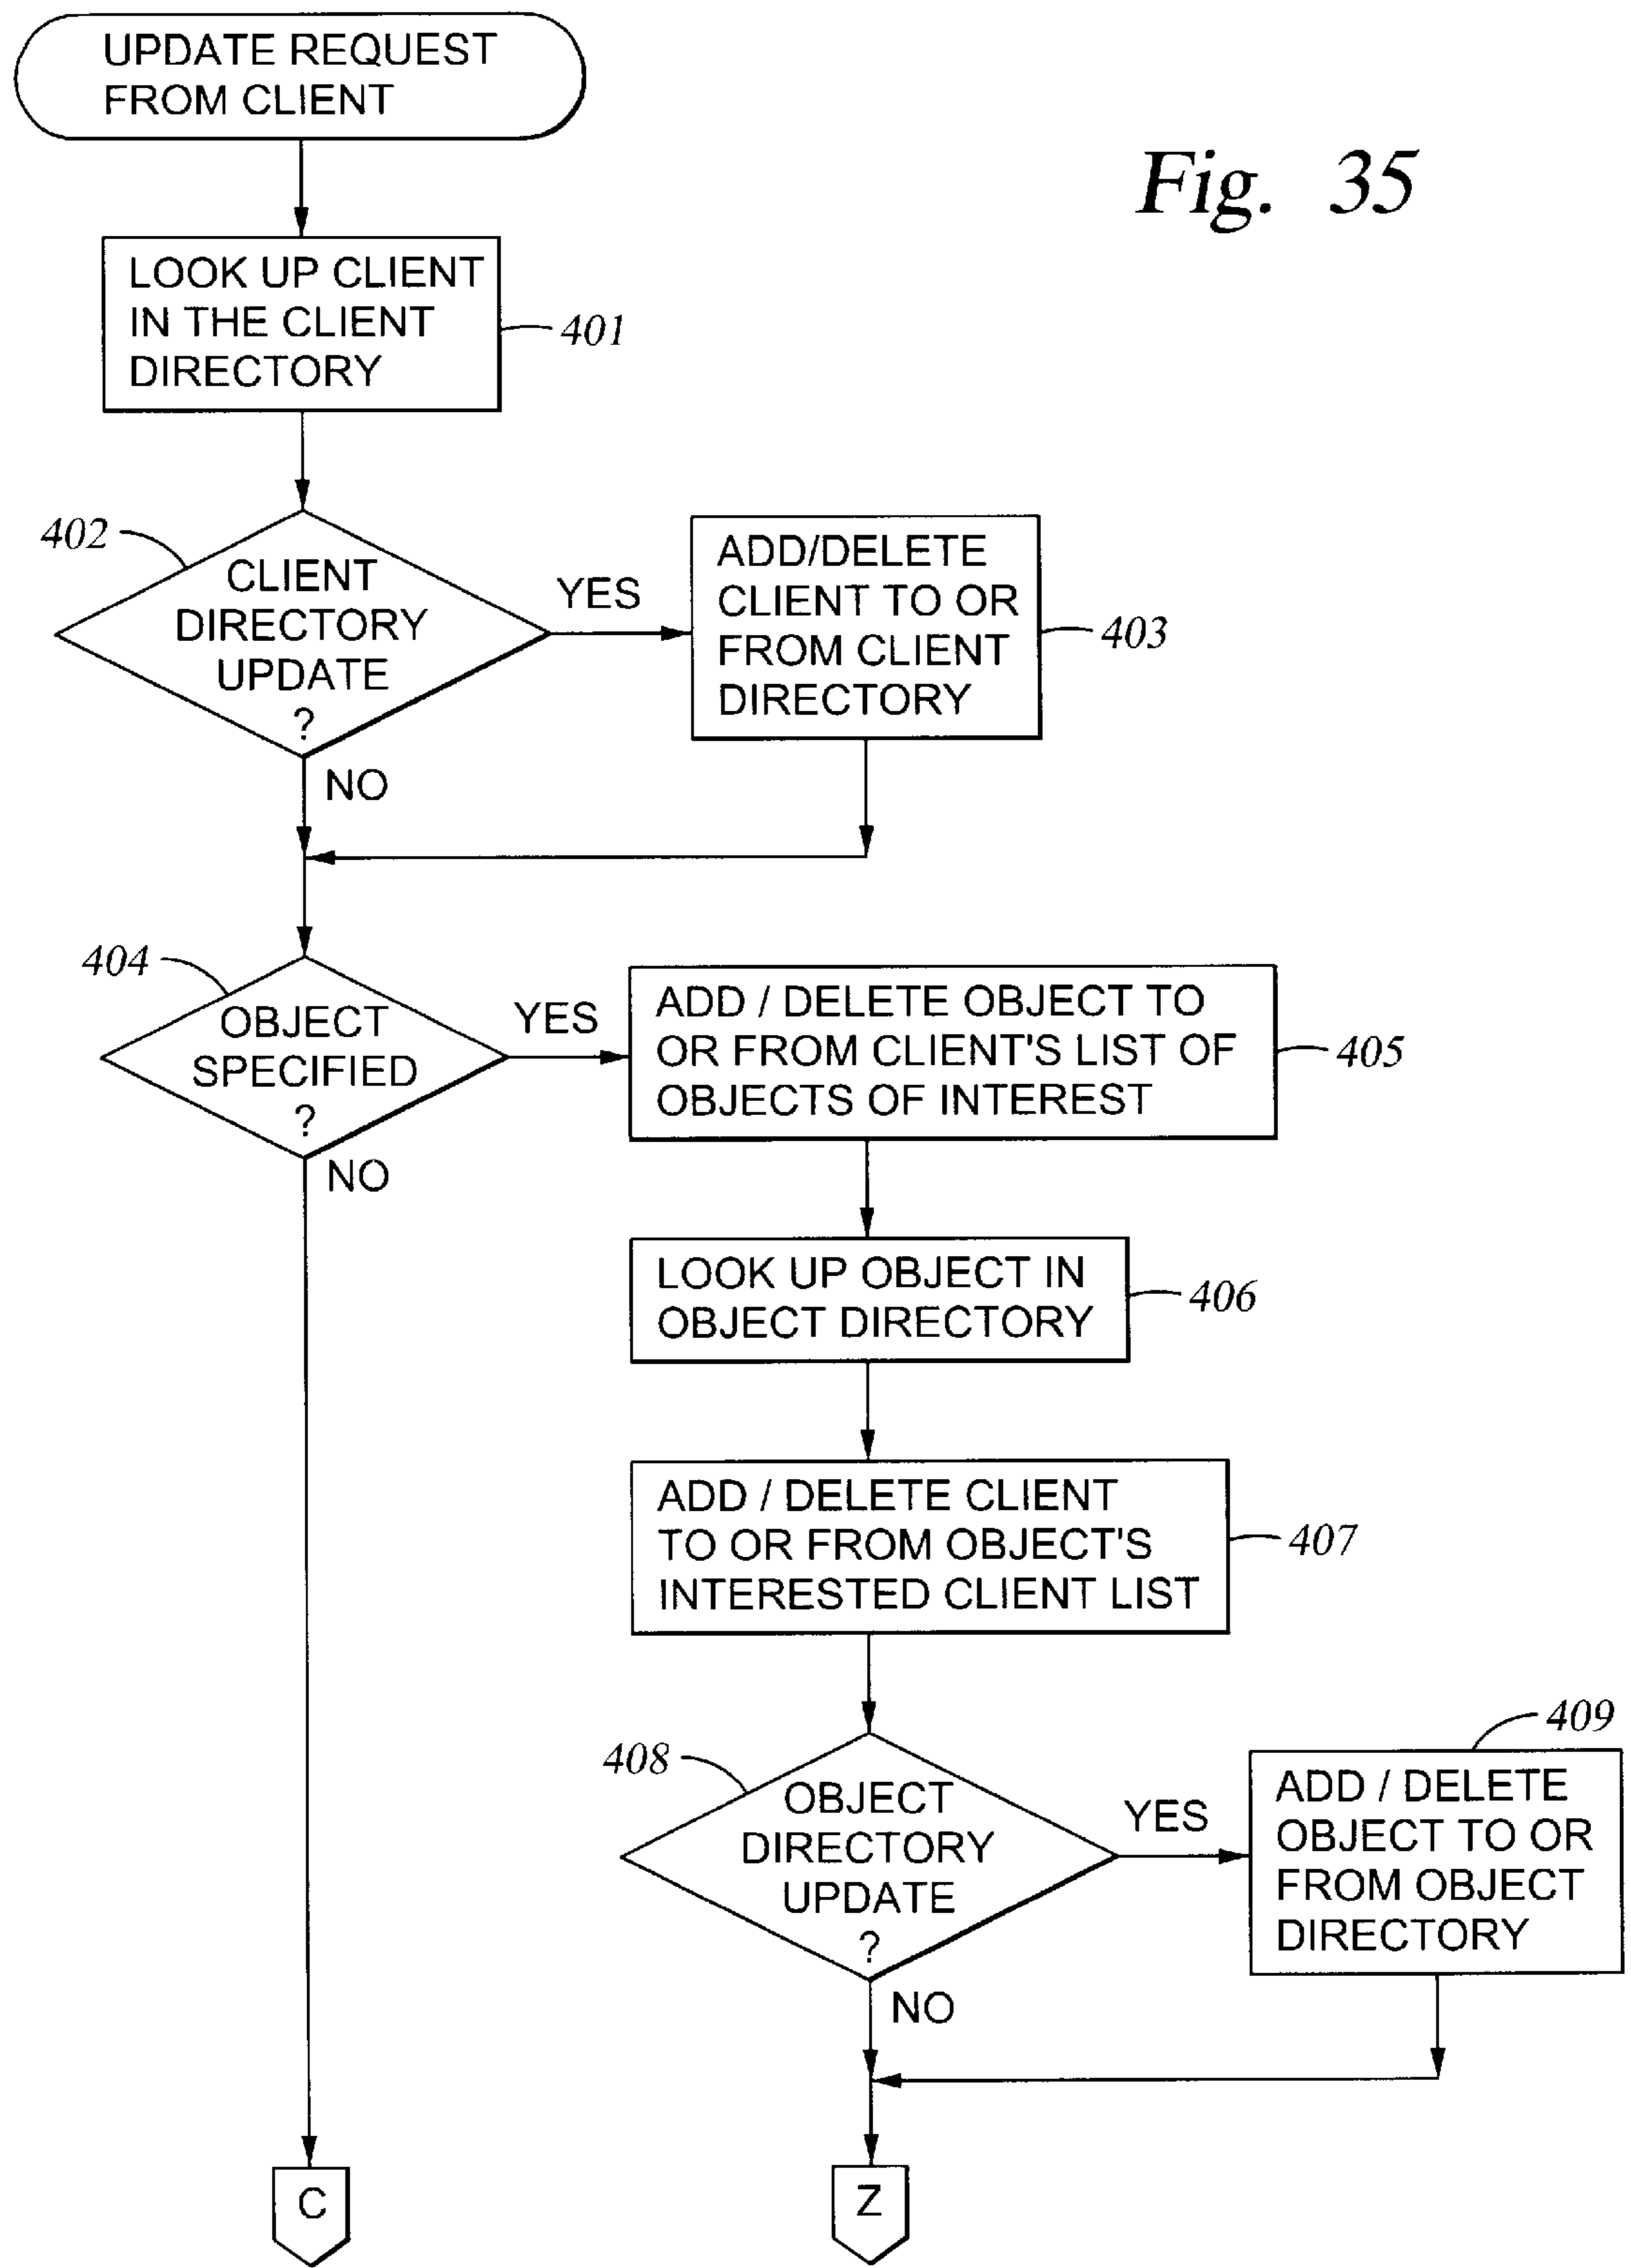 UPDATE REQUEST
FROM CLIENT
Fig. 35
LOOK UP CLIENT
IN THE CLIENT
DIRECTORY
401
402
CLIENT
DIRECTORY
UPDATE
?
YES
NO
ADD/DELETE
CLIENT TO OR
FROM CLIENT
DIRECTORY
403
404
OBJECT
SPECIFIED
?
YES
NO
ADD / DELETE OBJECT TO
OR FROM CLIENT'S LIST OF
OBJECTS OF INTEREST
405
LOOK UP OBJECT IN
OBJECT DIRECTORY
406
ADD / DELETE CLIENT
TO OR FROM OBJECT'S
INTERESTED CLIENT LIST
407
408
OBJECT
DIRECTORY
UPDATE
?
YES
NO
409
ADD / DELETE
OBJECT TO OR
FROM OBJECT
DIRECTORY
C
Z